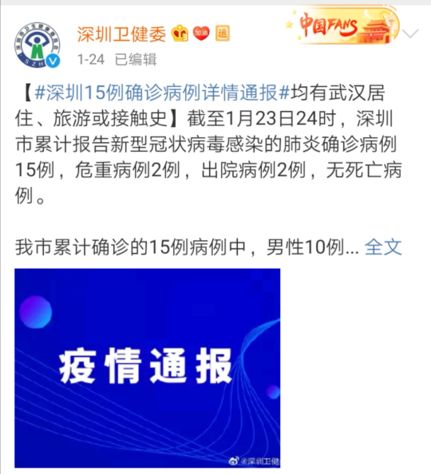 深圳卫健委
中国FANS
1-24 已编辑
【#深圳15例确诊病例详情通报#均有武汉居
住、旅游或接触史】截至1月23日24时，深圳
市累计报告新型冠状病毒感染的肺炎确诊病例
15例，危重病例2例，出院病例2例，无死亡病
例。
我市累计确诊的15例病例中，男性10例... 全文
疫情通报
@深圳卫健